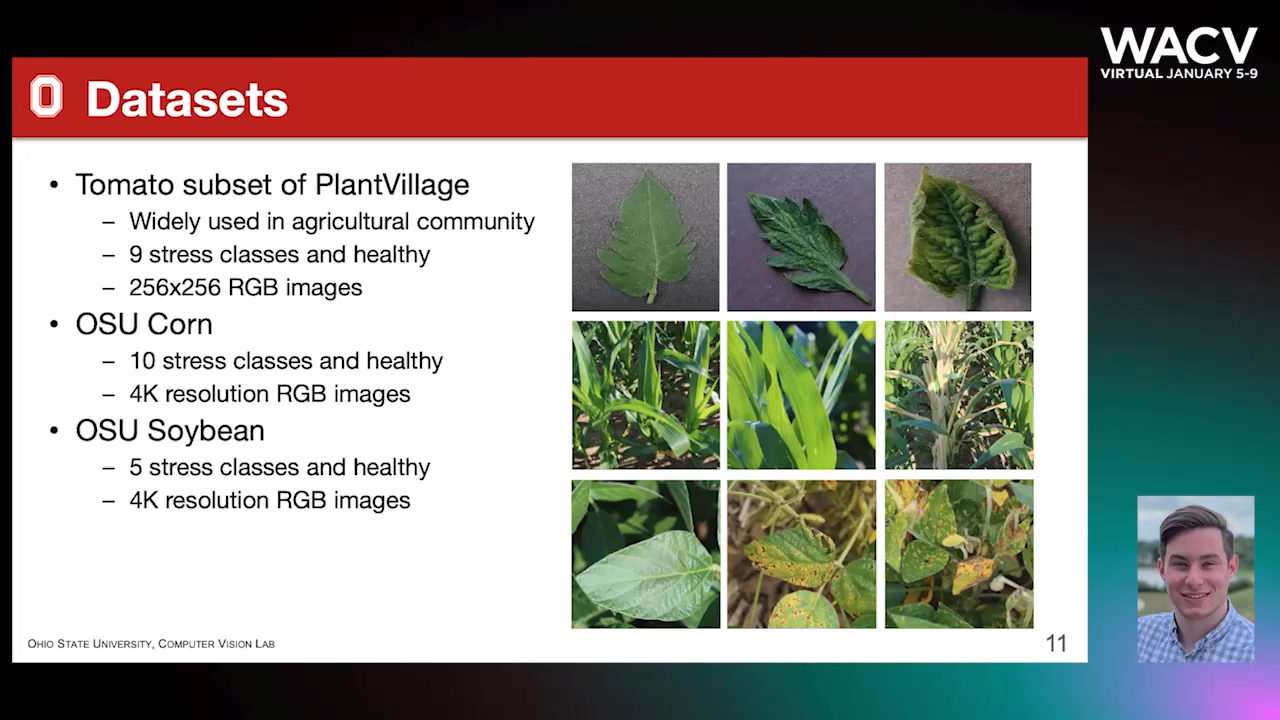 WACV
VIRTUAL JANUARY 5-9
O Datasets
• Tomato subset of PlantVillage
– Widely used in agricultural community
– 9 stress classes and healthy
– 256x256 RGB images
• OSU Corn
– 10 stress classes and healthy
– 4K resolution RGB images
• OSU Soybean
– 5 stress classes and healthy
– 4K resolution RGB images
OHIO STATE UNIVERSITY, COMPUTER VISION LAB
11